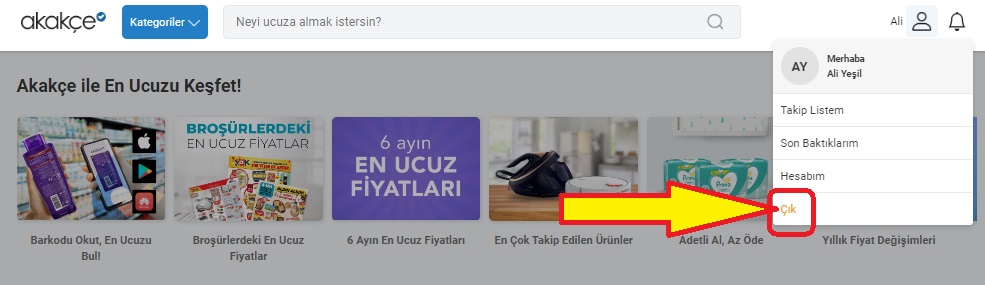 akakçe
Kategoriler
Neyi ucuza almak istersin?
Ali
AY
Merhaba
Ali Yeşil
Takip Listem
Son Baktıklarım
Hesabım
Çık
Akakçe ile En Ucuzu Keşfet!
BROŞÜRLERDEKİ
EN UCUZ FİYATLAR
6 ayın
EN UCUZ
FİYATLARI
Prima
Barkodu Okut, En Ucuzu
Bul!
Broşürlerdeki En Ucuz
Fiyatlar
6 Ayın En Ucuz Fiyatları
En Çok Takip Edilen Ürünler
Adetli Al, Az Öde
Yıllık Fiyat Değişimleri